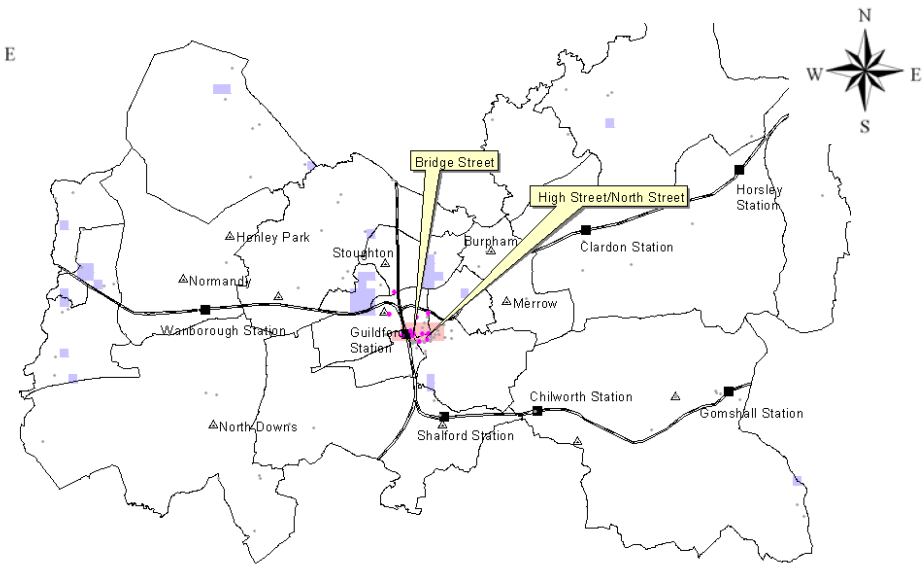 N
E
W
E
S
Bridge Street
High Street/North Street
Horsley
Station
Henley Park
Burpham
Clardon Station
Stoughton
Normandy
Merrow
Wanborough Station
Guildford
Station
Chilworth Station
Gomshall Station
North Downs
Shalford Station